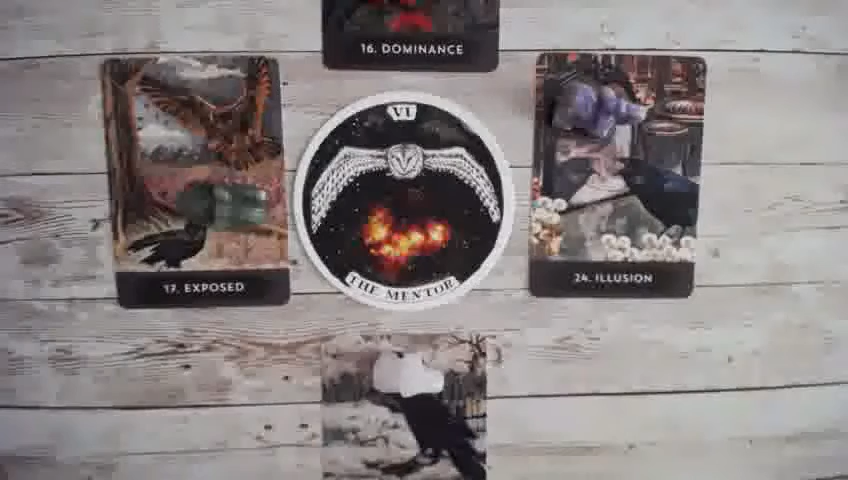 16. DOMINANCE
VI
17. EXPOSED
THE MENTOR
24. ILLUSION